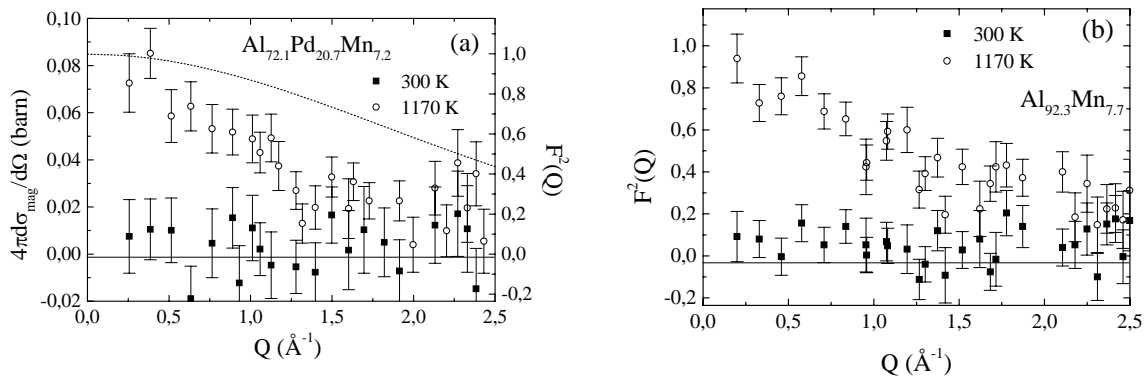 (a)
Al72.1Pd20.7Mn7.2
300 K
1170 K
4πdσmag/dΩ (barn)
0,10
0,08
0,06
0,04
0,02
0,00
-0,02
1,0
0,8
0,6
0,4
0,2
0,0
-0,2
F²(Q)
0,0 0,5 1,0 1,5 2,0 2,5
Q (Å⁻¹)
(b)
300 K
1170 K
Al92.3Mn7.7
F²(Q)
1,0
0,8
0,6
0,4
0,2
0,0
-0,2
0,0 0,5 1,0 1,5 2,0 2,5
Q (Å⁻¹)